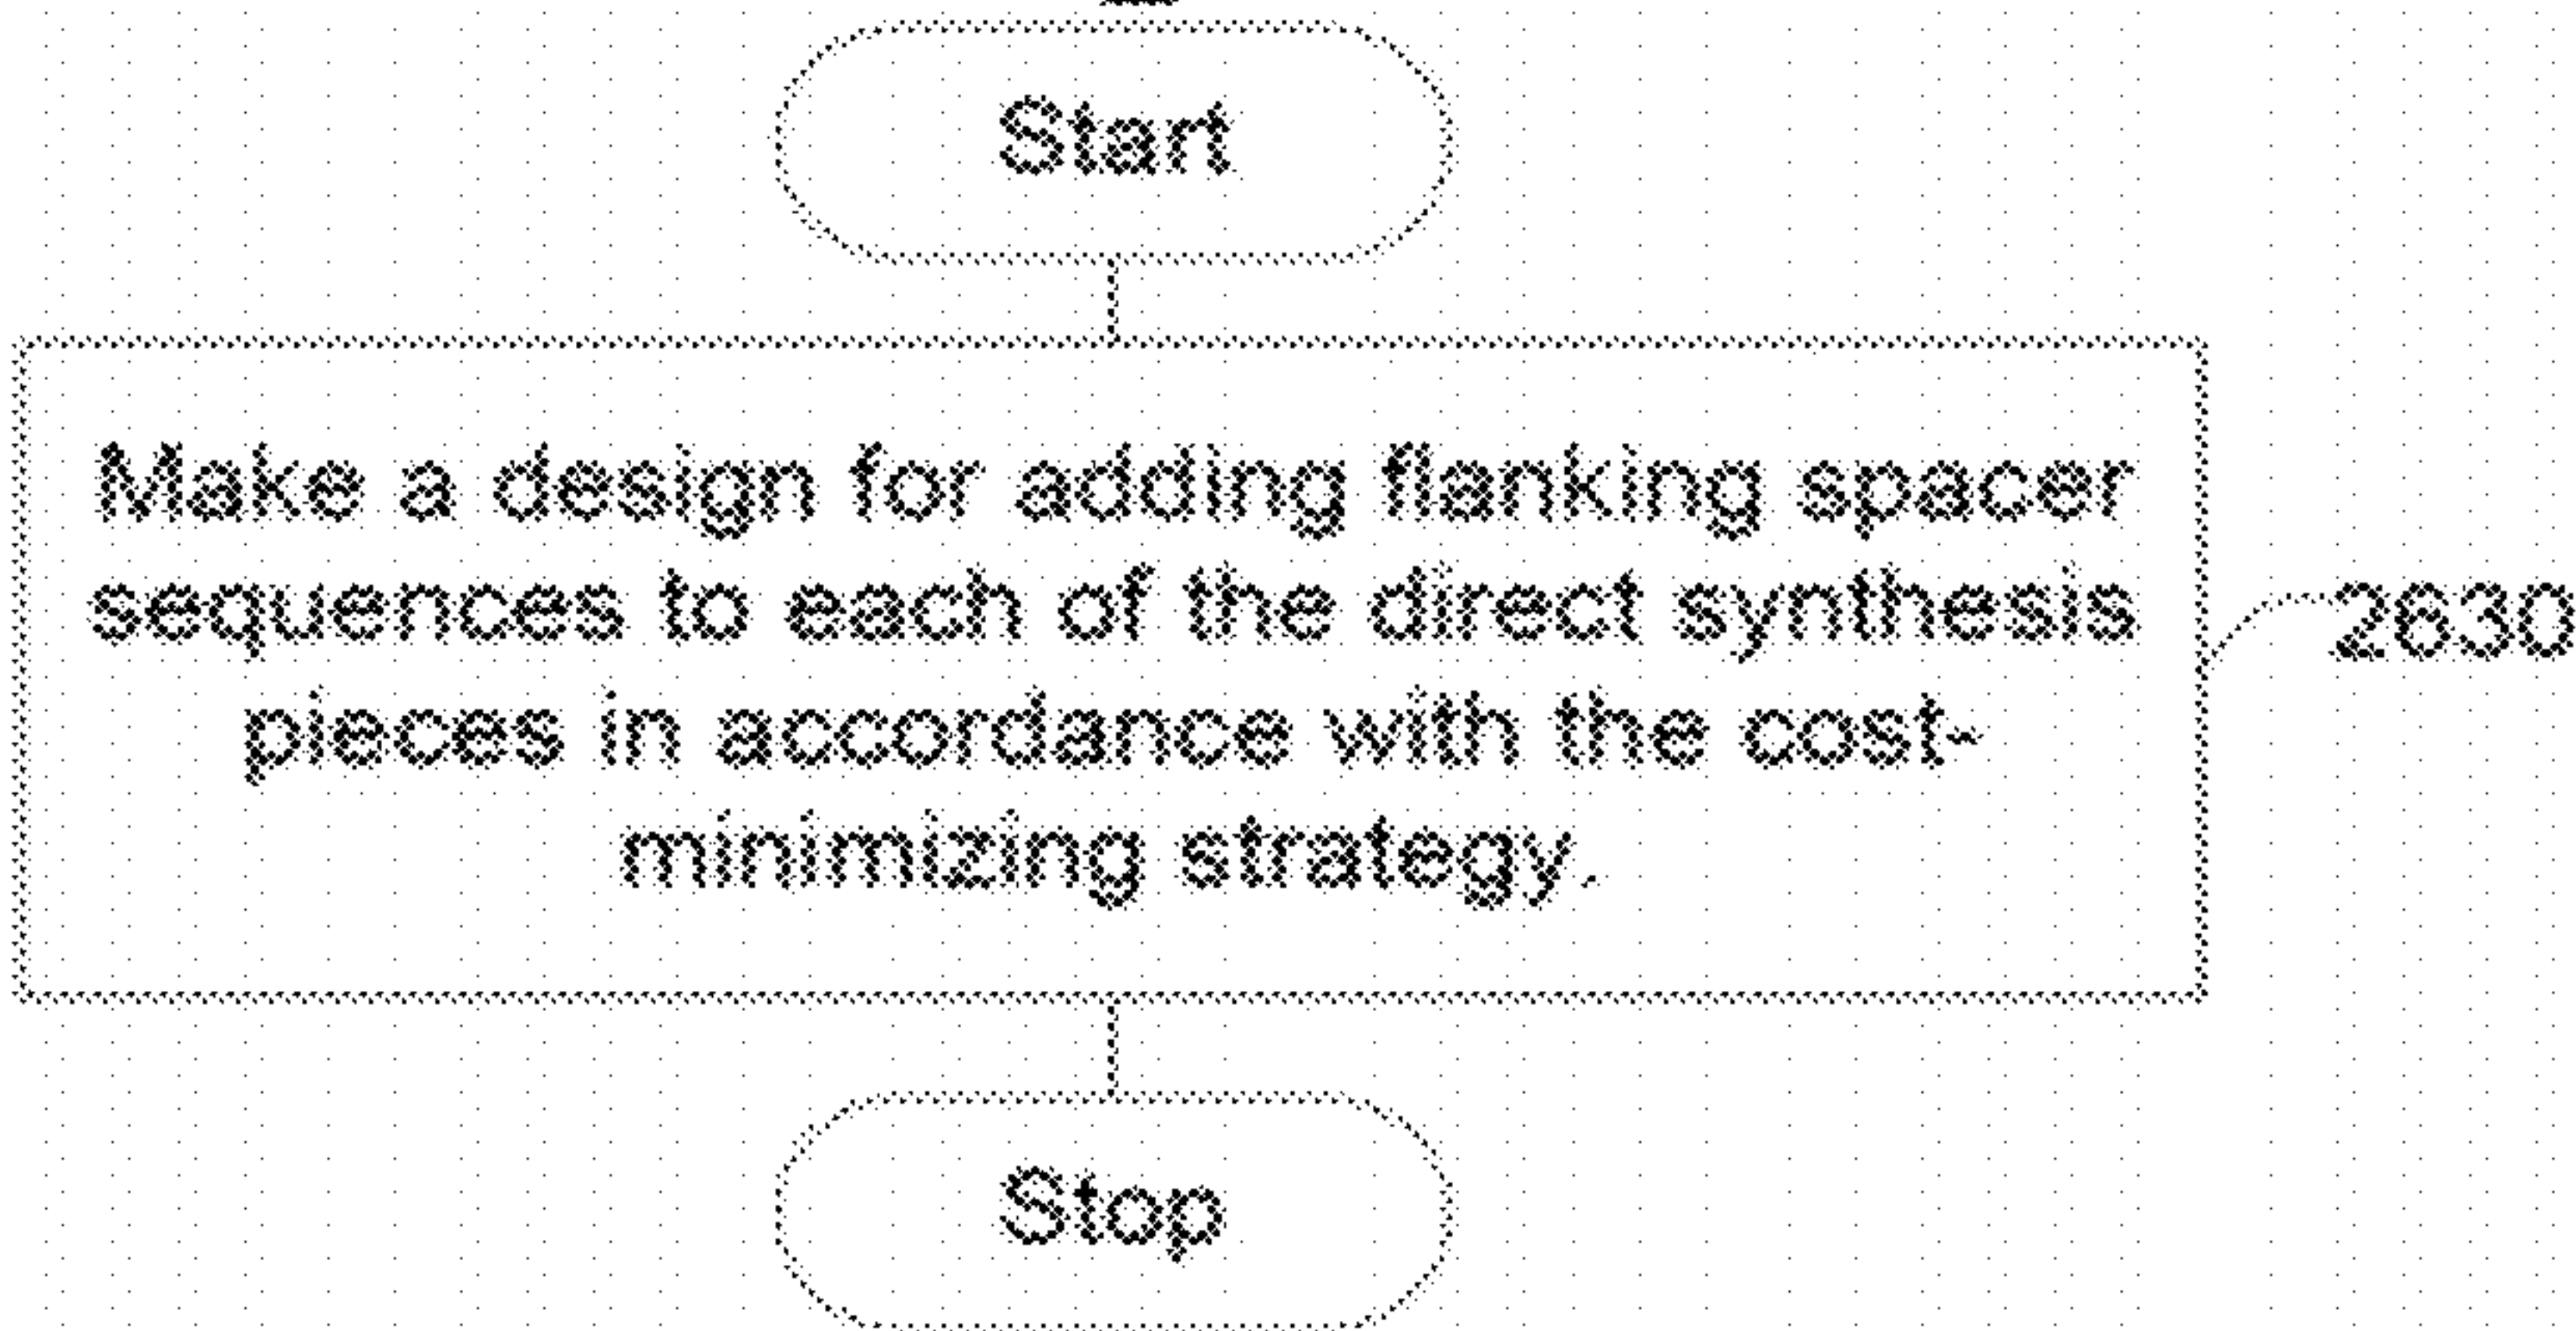 Start
Make a design for adding flanking spacer
sequences to each of the direct synthesis
pieces in accordance with the cost-
minimizing strategy.
2630
Stop